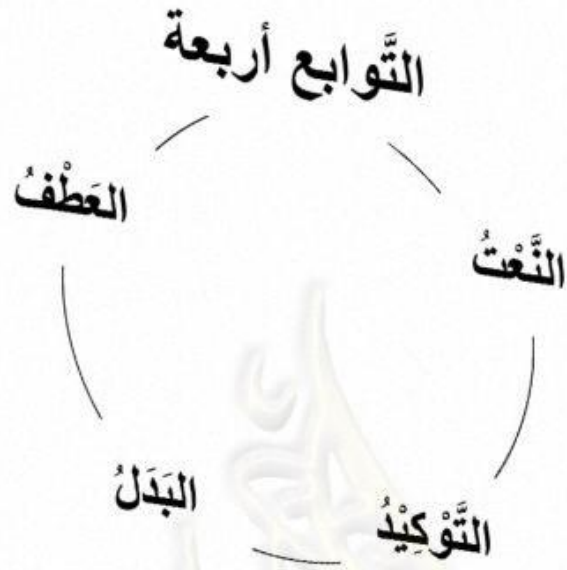 التَّوابع أربعة
النَّعْتُ
التَّوْكِيْدُ
البَدَلُ
العَطْفُ